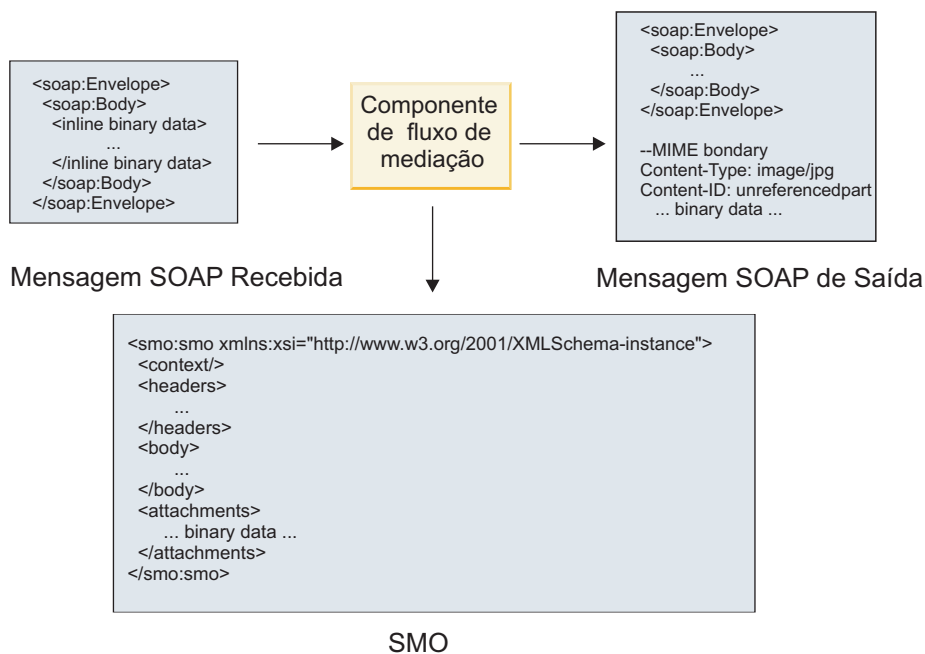 <soap:Envelope>
<soap:Body>
<inline binary data>
...
</inline binary data>
</soap:Body>
</soap:Envelope>
Mensagem SOAP Recebida
Componente
de fluxo de
mediação
<soap:Envelope>
<soap:Body>
...
</soap:Body>
</soap:Envelope>
--MIME bondary
Content-Type: image/jpg
Content-ID: unreferencedpart
... binary data ...
Mensagem SOAP de Saída
<smo:smo xmlns:xsi="http://www.w3.org/2001/XMLSchema-instance">
<context/>
<headers>
...
</headers>
<body>
...
</body>
<attachments>
... binary data ...
</attachments>
</smo:smo>
SMO